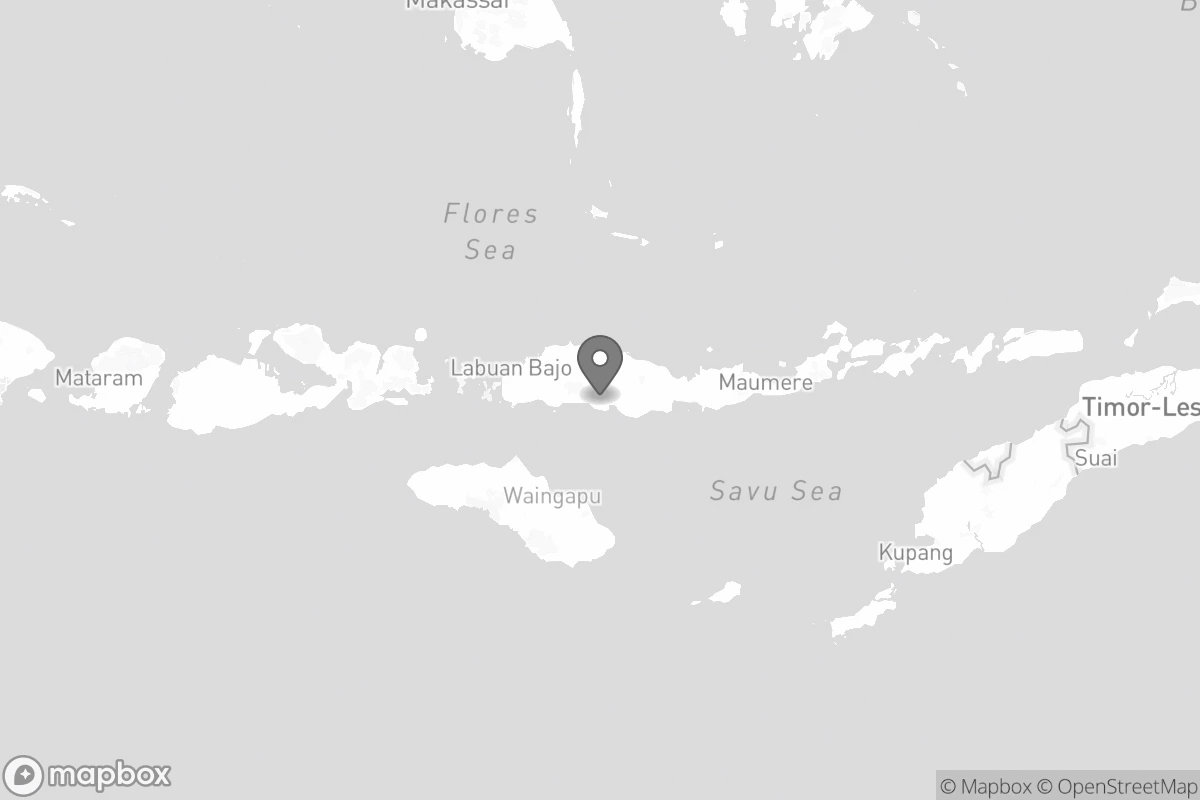 Makassar
Flores
Sea
Labuan Bajo
Mataram
Maumere
Timor-Les
Suai
Waingapu
Savu Sea
Kupang
mapbox
© Mapbox © OpenStreetMap